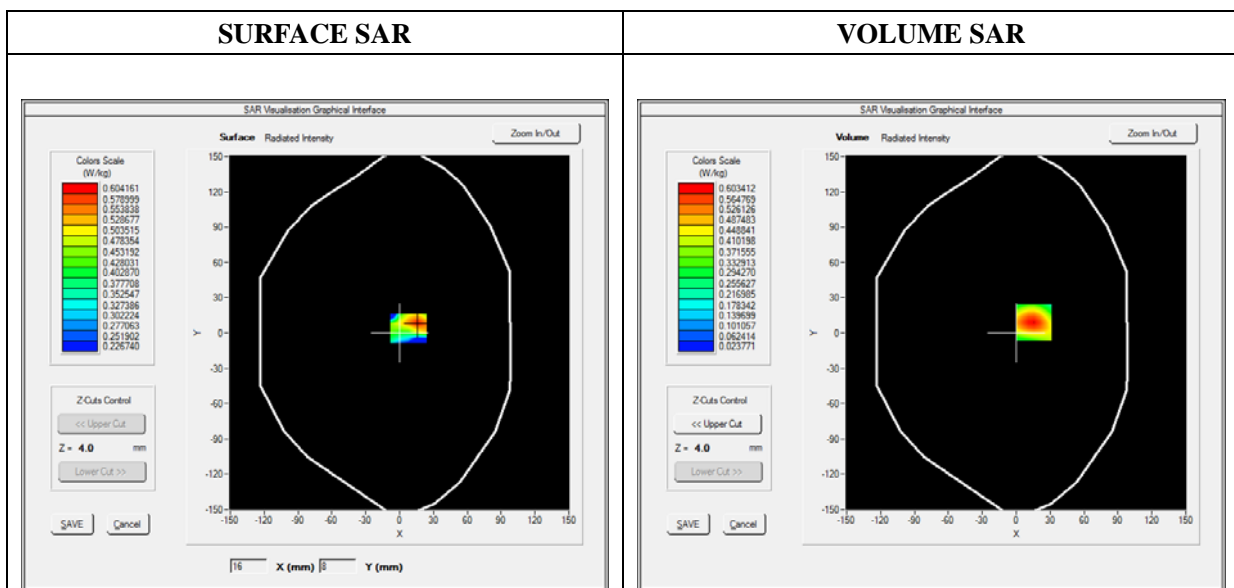 SURFACE SAR
SAR Visualisation Graphical Interface
Surface Radiated Intensity
Zoom In/Out
Colors Scale
(W/kg)
0.604161
0.578999
0.553838
0.528677
0.503515
0.478354
0.453192
0.428031
0.402870
0.377708
0.352547
0.327386
0.302224
0.277063
0.251902
0.226740
Z-Cuts Control
<< Upper Cut
Z = 4.0 mm
Lower Cut >>
SAVE Cancel
150
120
90
60
30
0
-30
-60
-90
-120
-150
Y
-150 -120 -90 -60 -30 0 30 60 90 120 150
X
16 X (mm) 8 Y (mm)
VOLUME SAR
SAR Visualisation Graphical Interface
Volume Radiated Intensity
Zoom In/Out
Colors Scale
(W/kg)
0.603412
0.564769
0.526126
0.487483
0.448841
0.410198
0.371555
0.332913
0.294270
0.255627
0.216985
0.178342
0.139699
0.101057
0.062414
0.023771
Z-Cuts Control
<< Upper Cut
Z = 4.0 mm
Lower Cut >>
SAVE Cancel
150
120
90
60
30
0
-30
-60
-90
-120
-150
Y
-150 -120 -90 -60 -30 0 30 60 90 120 150
X